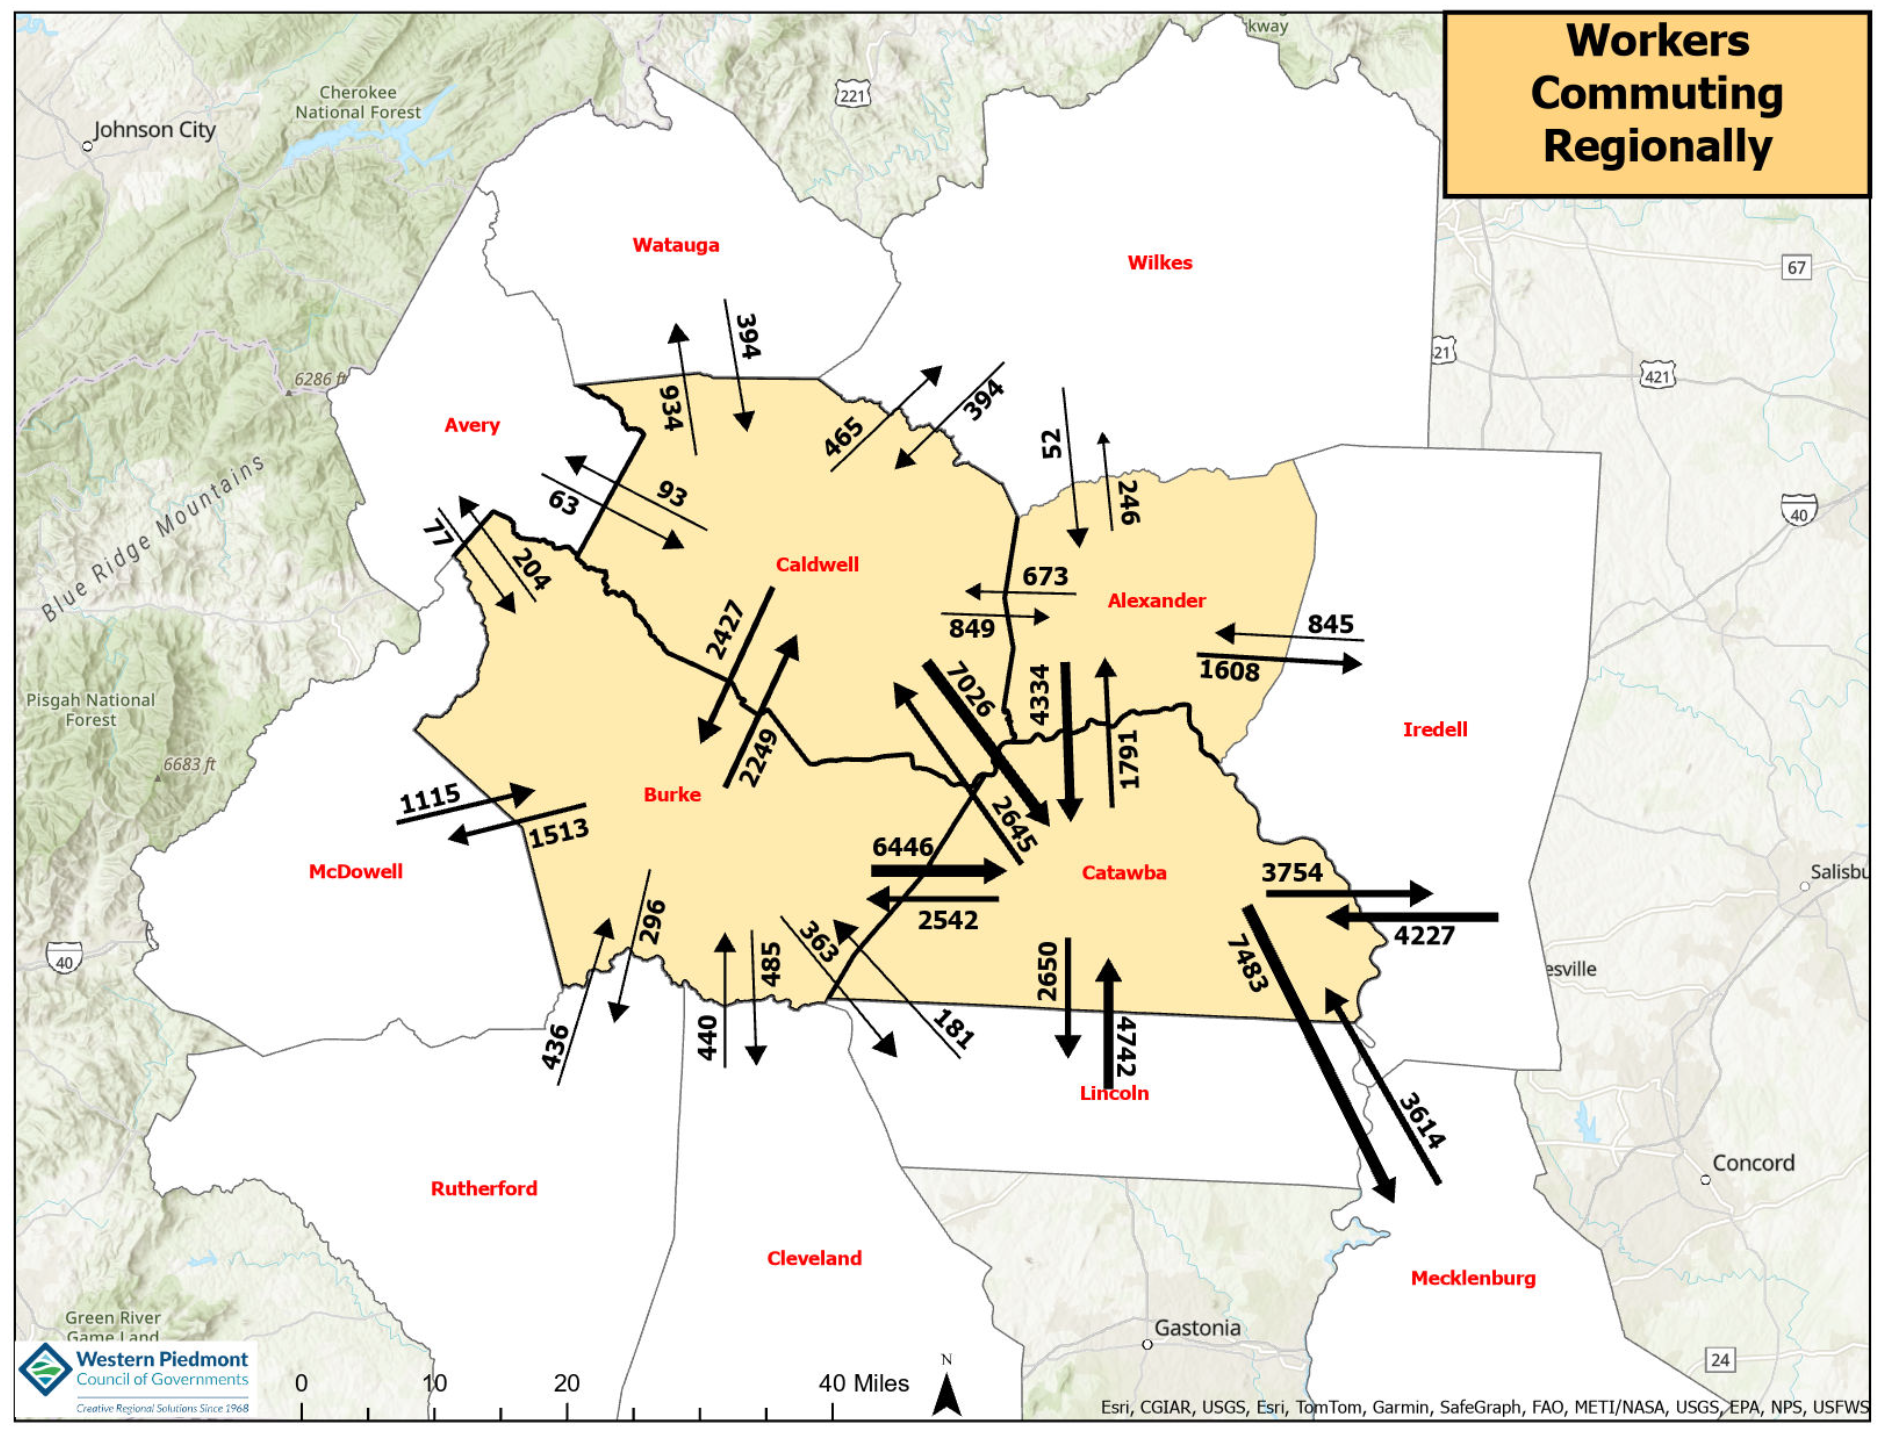 Workers
Commuting
Regionally
kway
221
Cherokee
National Forest
Johnson City
Watauga
Wilkes
67
394
934
21
421
6286 ft
465
394
Avery
52
246
93
63
77
204
Blue Ridge Mountains
40
Caldwell
673
Alexander
849
845
1608
2427
7026
4334
Pisgah National
Forest
Iredell
2249
1791
6683 ft
Burke
1115
1513
2645
6446
McDowell
Catawba
3754
Salisbu
2542
4227
296
363
485
2650
7483
40
esville
436
440
181
4742
Lincoln
3614
Concord
Rutherford
Cleveland
Mecklenburg
Green River
Game Land
Gastonia
24
Western Piedmont
Council of Governments
Creative Regional Solutions Since 1968
0 10 20 40 Miles
N
Esri, CGIAR, USGS, Esri, TomTom, Garmin, SafeGraph, FAO, METI/NASA, USGS, EPA, NPS, USFWS